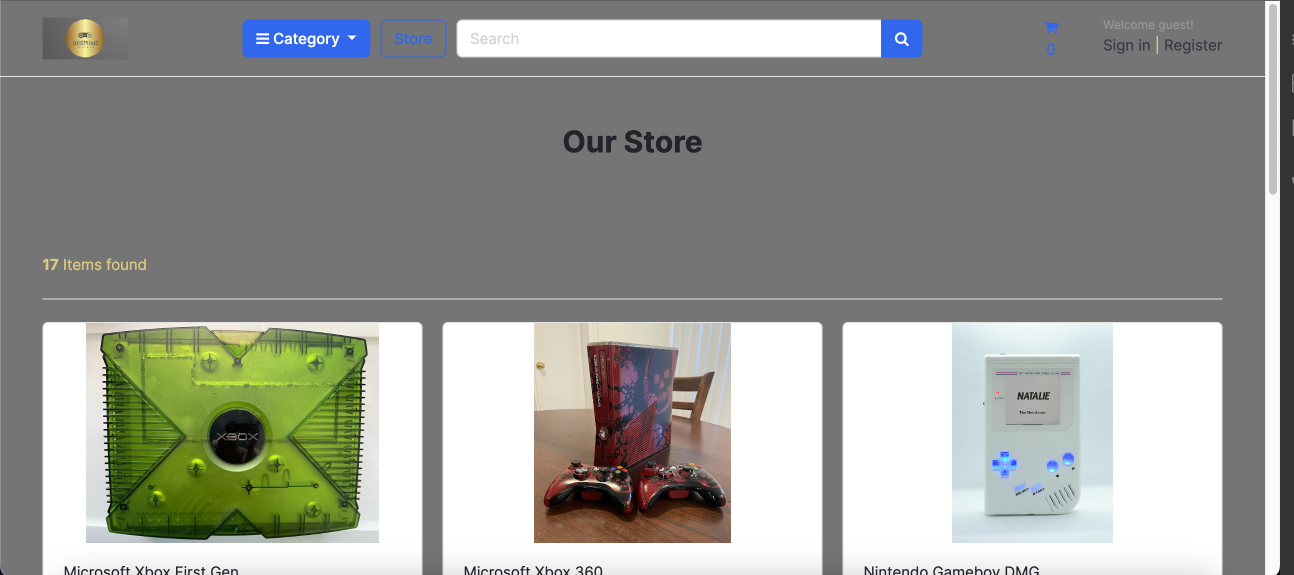 Category
Store
Search
0
Welcome guest!
Sign in | Register
Our Store
17 Items found
XBOX
NATALIE
Microsoft Xbox First Gen
Microsoft Xbox 360
Nintendo Gameboy DMG